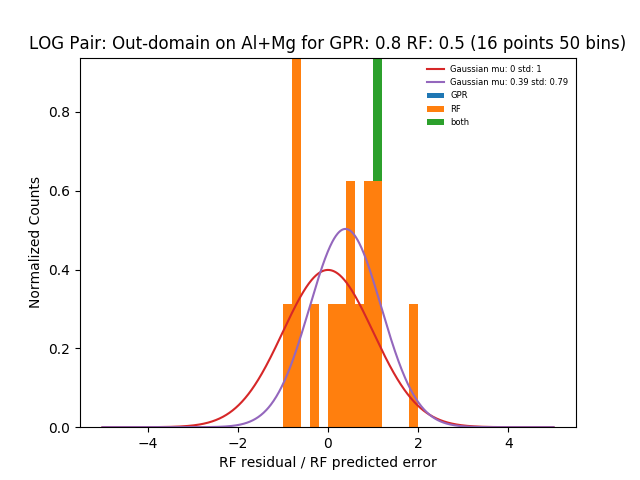 LOG Pair: Out-domain on Al+Mg for GPR: 0.8 RF: 0.5 (16 points 50 bins)
Gaussian mu: 0 std: 1
Gaussian mu: 0.39 std: 0.79
GPR
RF
both
Normalized Counts
0.8
0.6
0.4
0.2
0.0
−4 −2 0 2 4
RF residual / RF predicted error